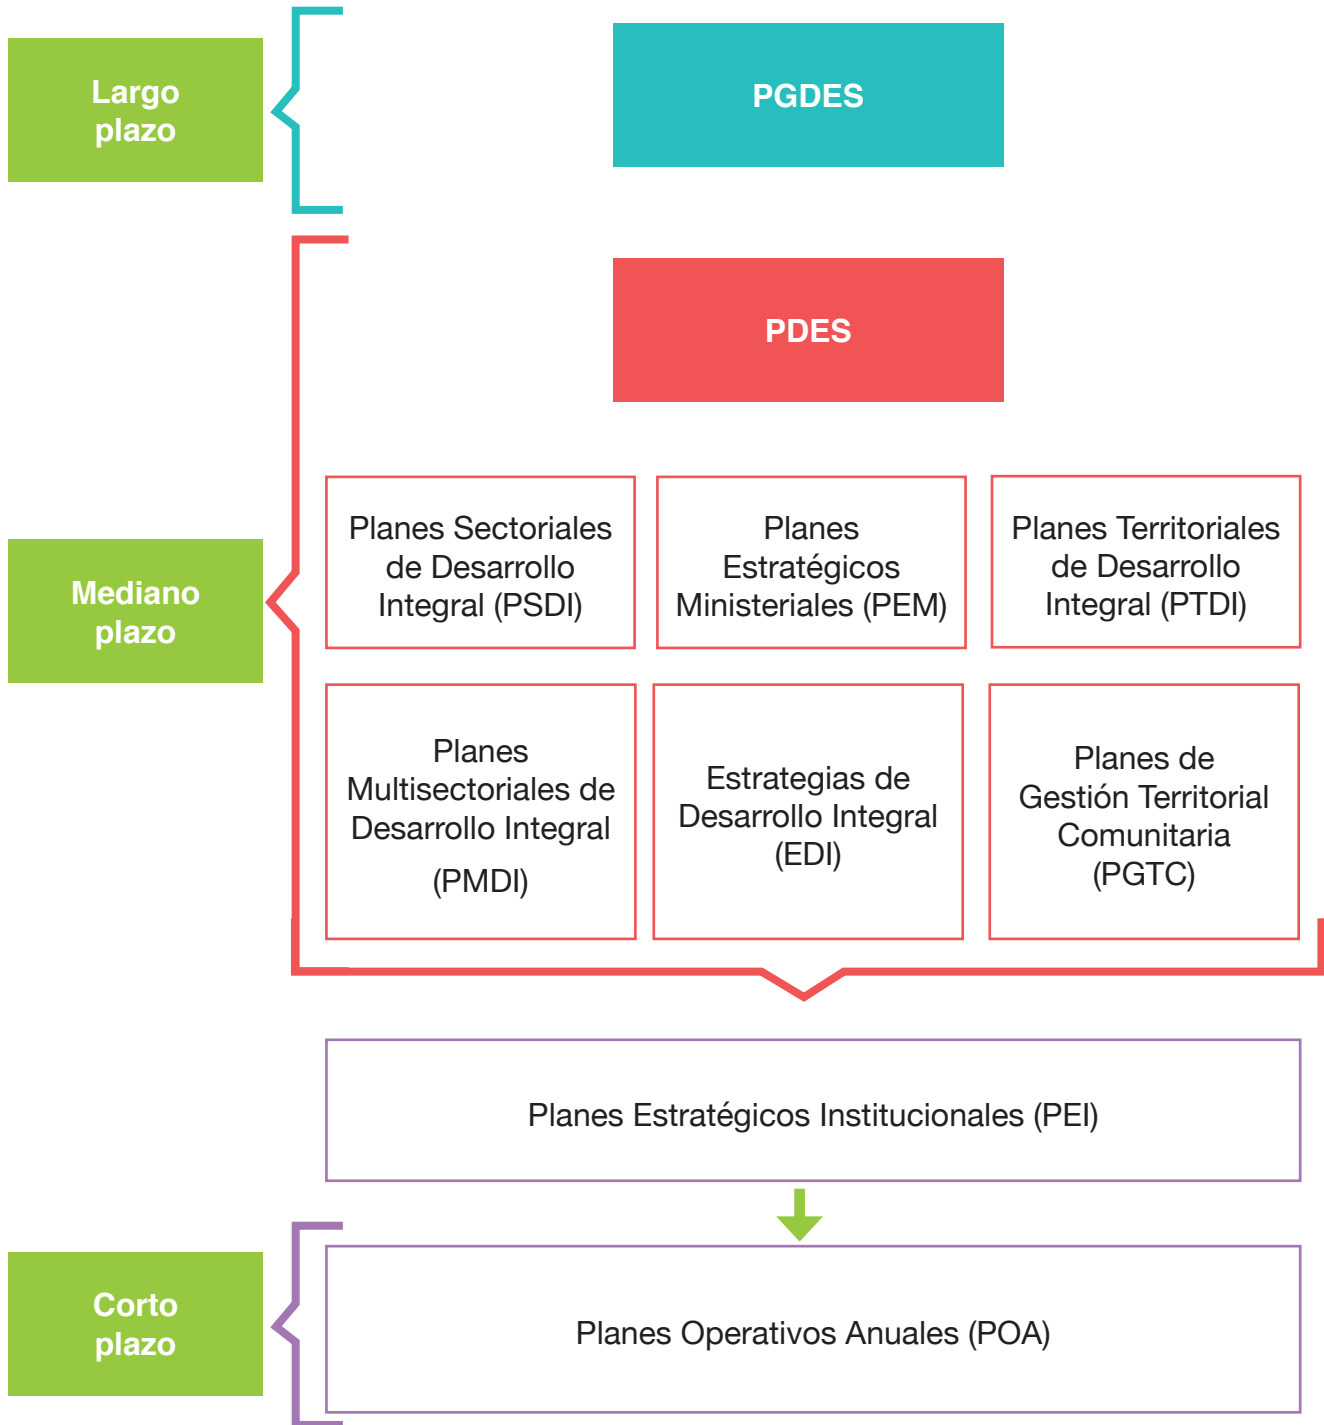 Largo
plazo
PGDES
PDES
Mediano
plazo
Planes Sectoriales
de Desarrollo
Integral (PSDI)
Planes
Estratégicos
Ministeriales (PEM)
Planes Territoriales
de Desarrollo
Integral (PTDI)
Planes
Multisectoriales de
Desarrollo Integral
(PMDI)
Estrategias de
Desarrollo Integral
(EDI)
Planes de
Gestión Territorial
Comunitaria
(PGTC)
Planes Estratégicos Institucionales (PEI)
Corto
plazo
Planes Operativos Anuales (POA)